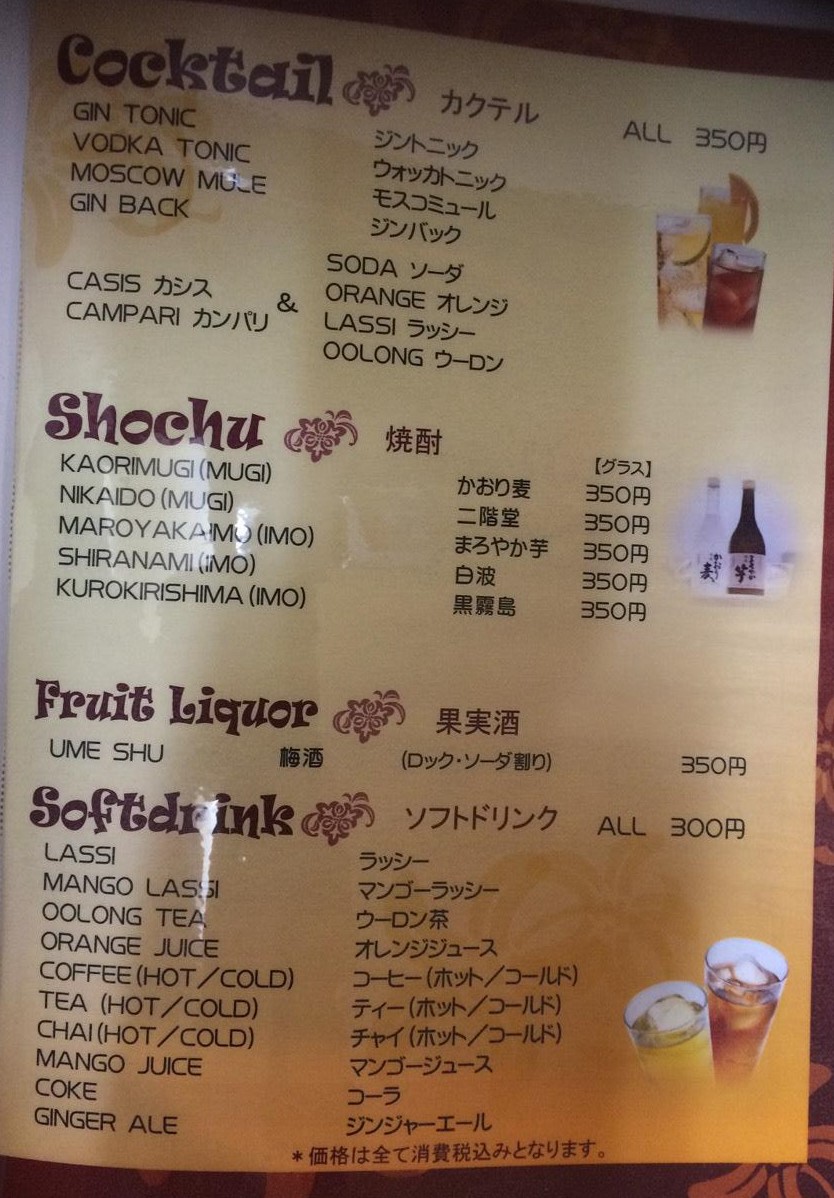 Cocktail カクテル ALL 350円
GIN TONIC ジントニック
VODKA TONIC ウォッカトニック
MOSCOW MULE モスコミュール
GIN BACK ジンバック
CASIS カシス
CAMPARI カンパリ
&
SODA ソーダ
ORANGE オレンジ
LASSI ラッシー
OOLONG ウーロン
Shochu 焼酎
【グラス】
KAORIMUGI(MUGI) かおり麦 350円
NIKAIDO(MUGI) 二階堂 350円
MAROYAKAIMO(IMO) まろやか芋 350円
SHIRANAMI(IMO) 白波 350円
KUROKIRISHIMA(IMO) 黒霧島 350円
かおり麦
まろやか芋
Fruit Liquor 果実酒
UME SHU 梅酒 (ロック・ソーダ割り) 350円
Softdrink ソフトドリンク ALL 300円
LASSI ラッシー
MANGO LASSI マンゴーラッシー
OOLONG TEA ウーロン茶
ORANGE JUICE オレンジジュース
COFFEE(HOT/COLD) コーヒー(ホット/コールド)
TEA (HOT/COLD) ティー(ホット/コールド)
CHAI(HOT/COLD) チャイ(ホット/コールド)
MANGO JUICE マンゴージュース
COKE コーラ
GINGER ALE ジンジャーエール
*価格は全て消費税込みとなります。